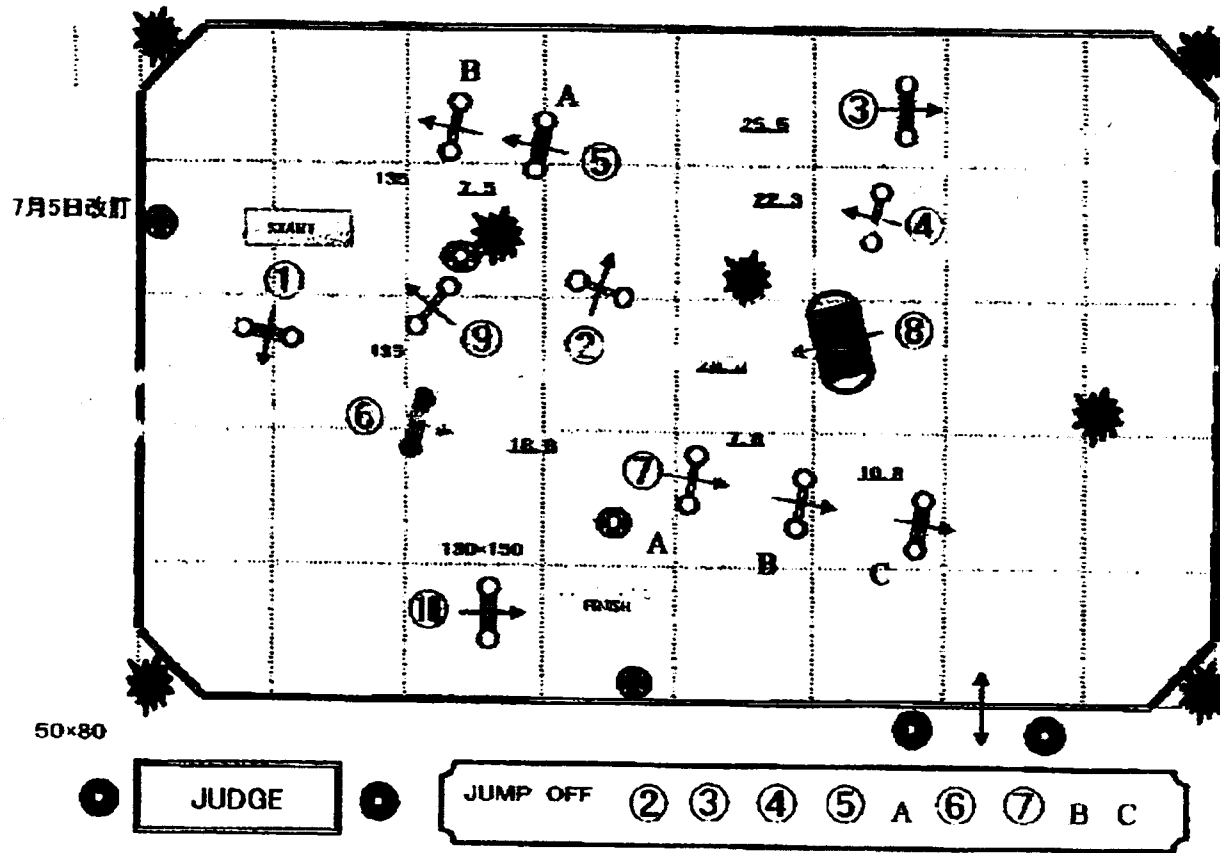 B
A
③
25.5
⑤
135
7.5
22.3
7月5日改訂
④
START
①
⑧
⑨
②
135
⑥
18.8
7.8
⑦
10.8
A
130×150
B
C
⑩
FINISH
50×80
JUDGE
JUMP OFF ② ③ ④ ⑤ A ⑥ ⑦ B C